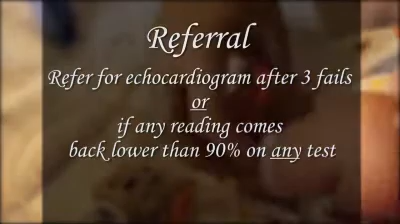 Referral
Refer for echocardiogram after 3 fails
or
if any reading comes
back lower than 90% on any test